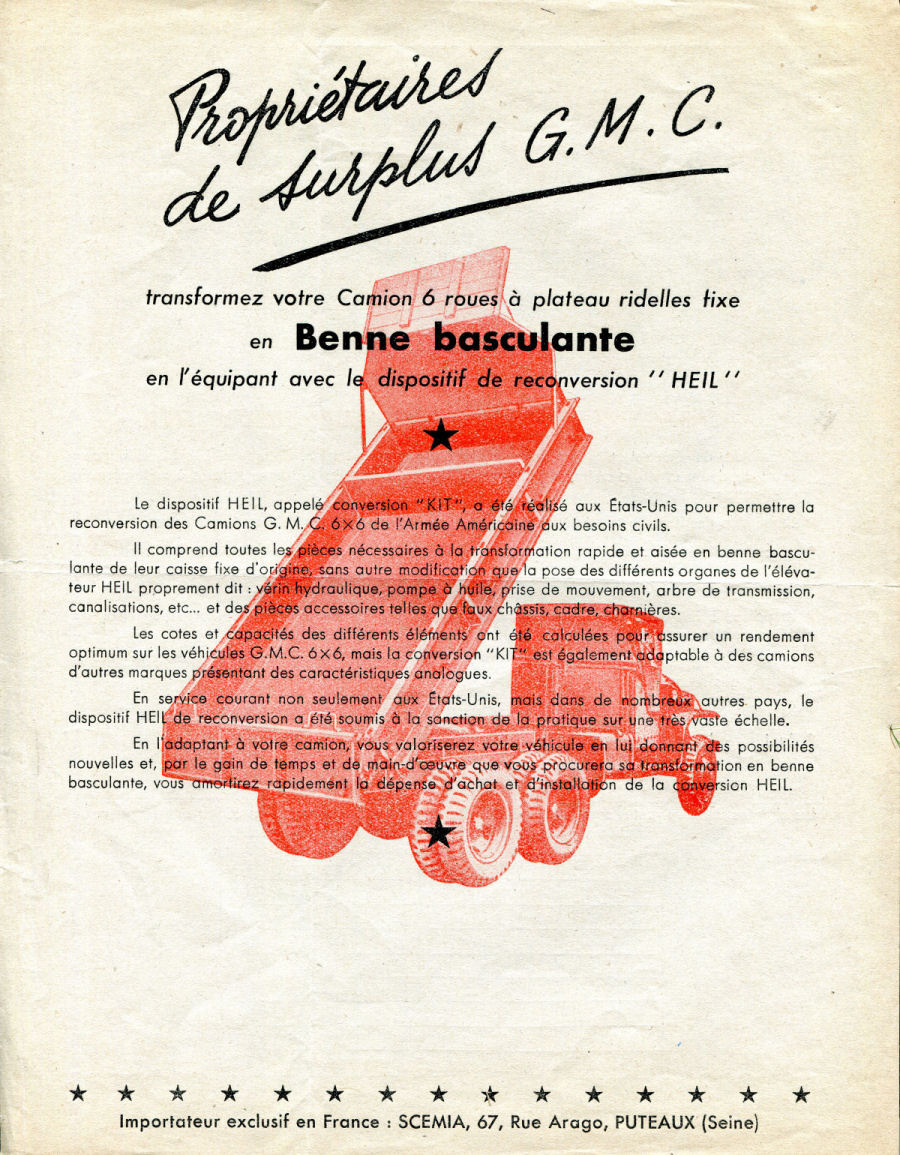 Propriétaires
de surplus G.M.C.
transformez votre Camion 6 roues à plateau ridelles fixe
en Benne basculante
en l'équipant avec le dispositif de reconversion '' HEIL ''
Le dispositif HEIL, appelé conversion "KIT", a été réalisé aux États-Unis pour permettre la
reconversion des Camions G. M. C. 6×6 de l'Armée Américaine aux besoins civils.
Il comprend toutes les pièces nécessaires à la transformation rapide et aisée en benne bascu-
lante de leur caisse fixe d'origine, sans autre modification que la pose des différents organes de l'éléva-
teur HEIL proprement dit : vérin hydraulique, pompe à huile, prise de mouvement, arbre de transmission,
canalisations, etc... et des pièces accessoires telles que faux châssis, cadre, charnières.
Les cotes et capacités des différents éléments ont été calculées pour assurer un rendement
optimum sur les véhicules G.M.C. 6×6, mais la conversion "KIT" est également adaptable à des camions
d'autres marques présentant des caractéristiques analogues.
En service courant non seulement aux États-Unis, mais dans de nombreux autres pays, le
dispositif HEIL de reconversion a été soumis à la sanction de la pratique sur une très vaste échelle.
En l'adaptant à votre camion, vous valoriserez votre véhicule en lui donnant des possibilités
nouvelles et, par le gain de temps et de main-d'œuvre que vous procurera sa transformation en benne
basculante, vous amortirez rapidement la dépense d'achat et d'installation de la conversion HEIL.
Importateur exclusif en France : SCEMIA, 67, Rue Arago, PUTEAUX (Seine)